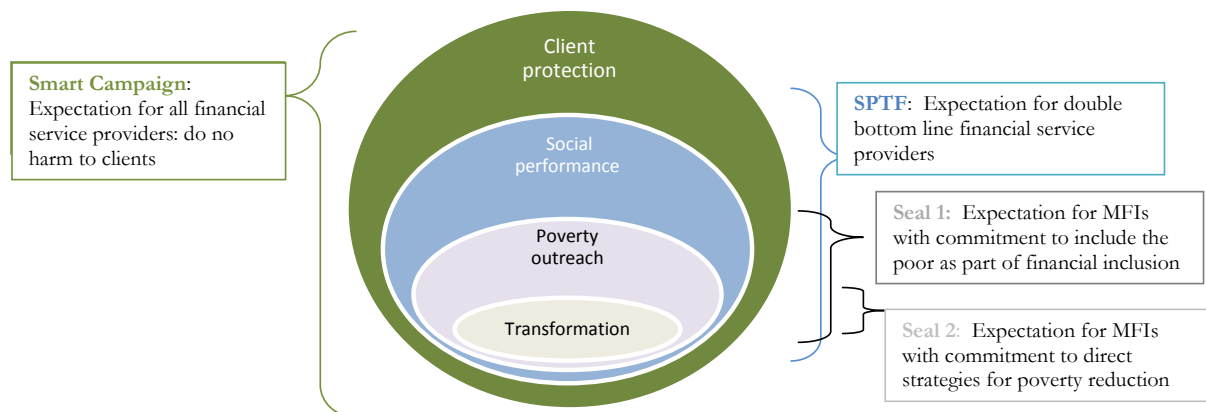 Smart Campaign:
Expectation for all financial
service providers: do no
harm to clients
Client
protection
Social
performance
Poverty
outreach
Transformation
SPTF:  Expectation for double
bottom line financial service
providers
Seal 1:  Expectation for MFIs
with commitment to include the
poor as part of financial inclusion
Seal 2:  Expectation for MFIs
with commitment to direct
strategies for poverty reduction